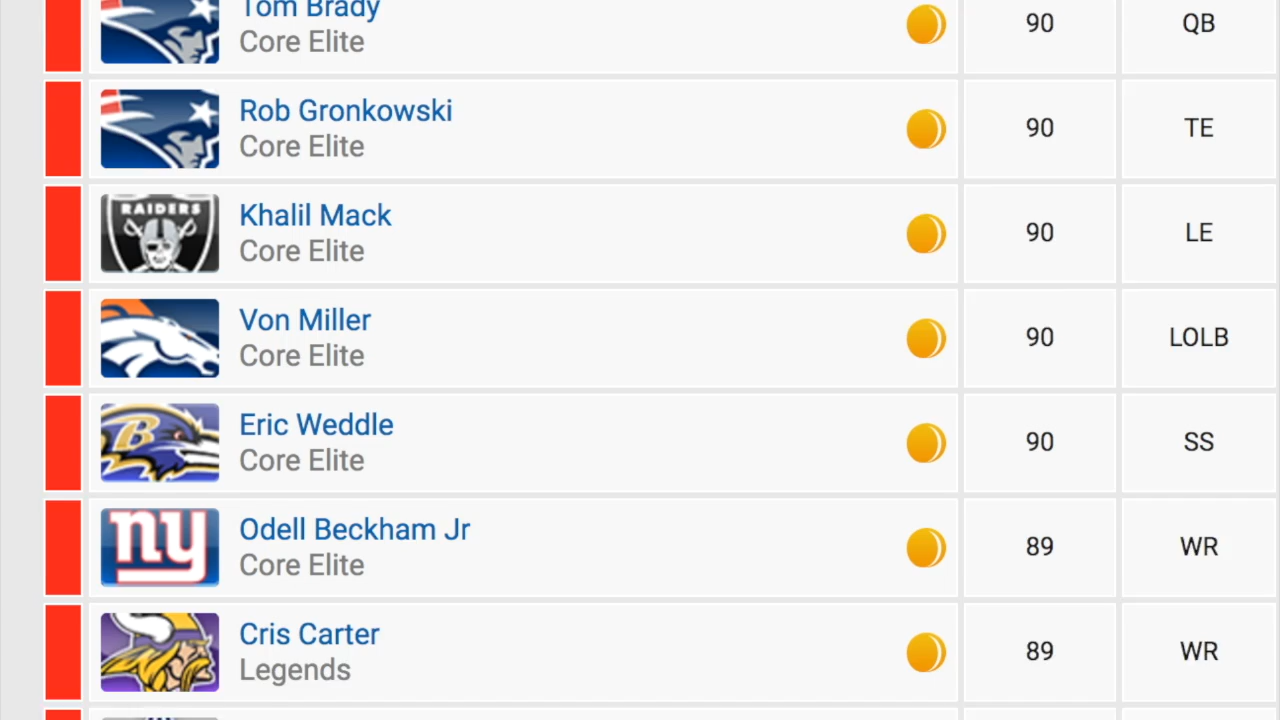 Tom Brady
Core Elite
90
QB
Rob Gronkowski
Core Elite
90
TE
RAIDERS
Khalil Mack
Core Elite
90
LE
Von Miller
Core Elite
90
LOLB
B
Eric Weddle
Core Elite
90
SS
ny
Odell Beckham Jr
Core Elite
89
WR
Cris Carter
Legends
89
WR